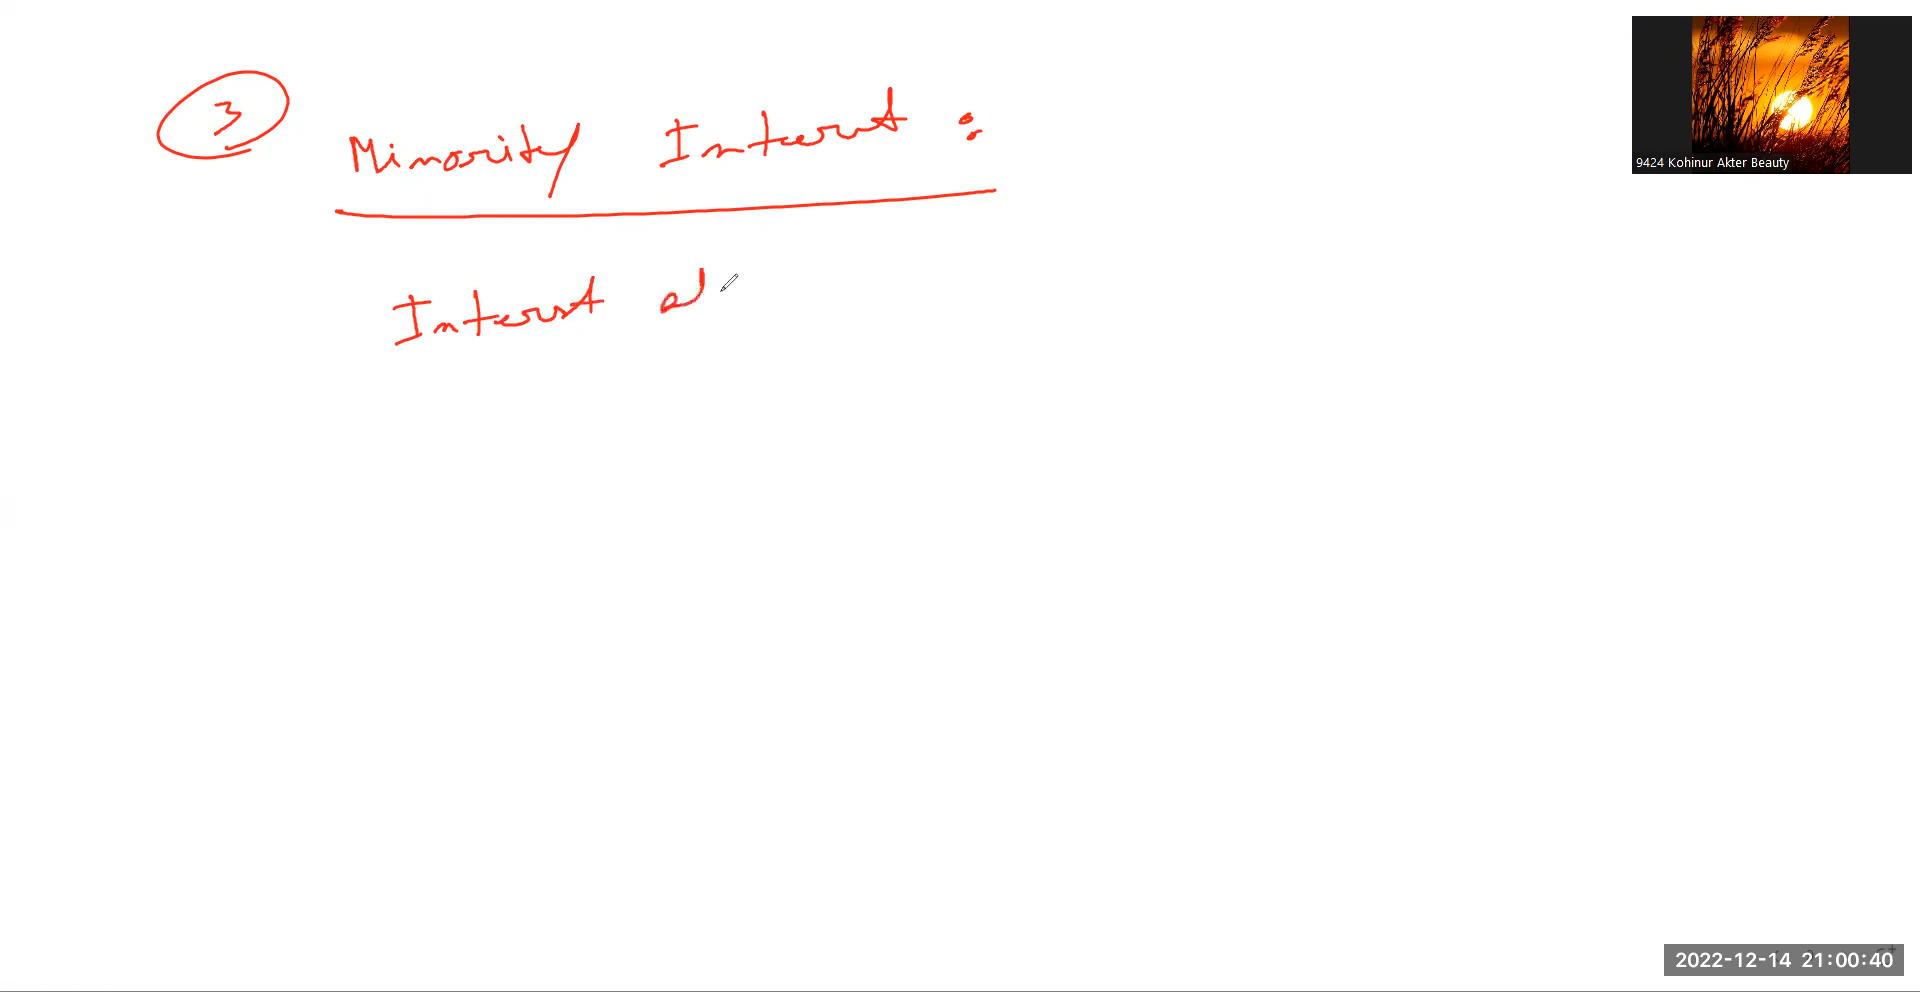 3
Minority Interest :
Interest
9424 Kohinur Akter Beauty
2022-12-14 21:00:40